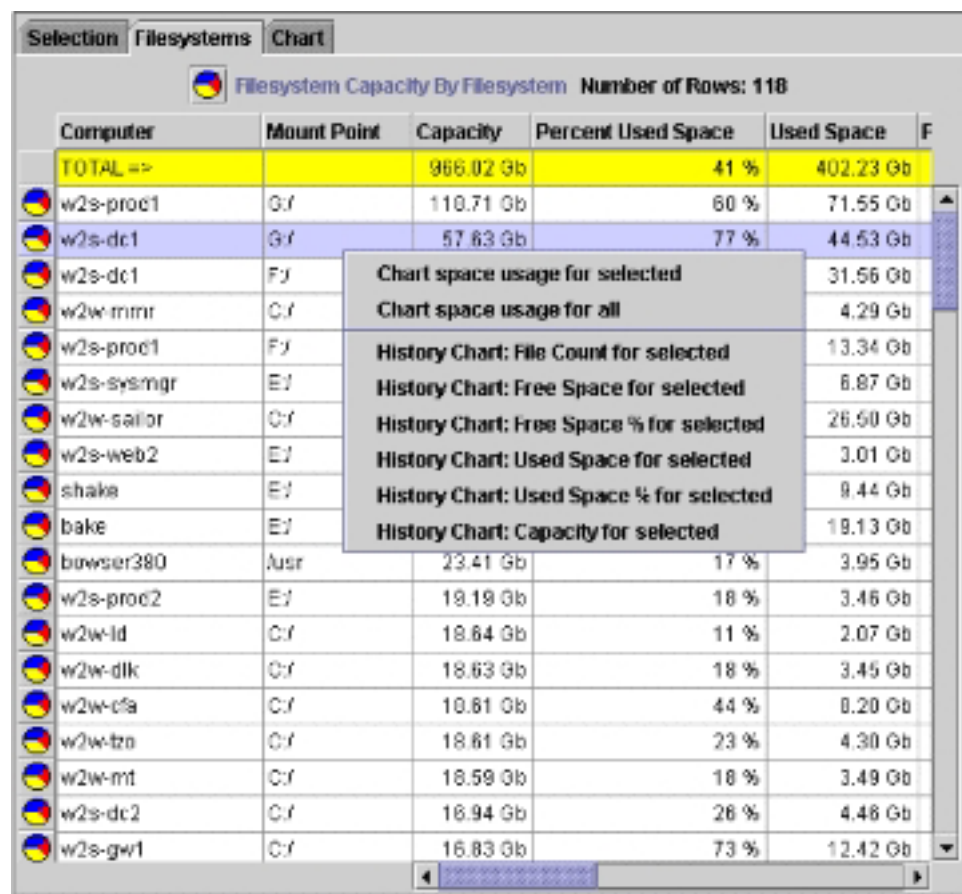 Selection Filesystems Chart
Filesystem Capacity By Filesystem Number of Rows: 118
Computer Mount Point Capacity Percent Used Space Used Space F
TOTAL => 966.02 Gb 41 % 402.23 Gb
w2s-prod1 G:/ 118.71 Gb 60 % 71.55 Gb
w2s-dc1 G:/ 57.63 Gb 77 % 44.53 Gb
w2s-dc1 F:/ 31.56 Gb
w2w-mmr C:/ 4.29 Gb
w2s-prod1 F:/ 13.34 Gb
w2s-sysmgr E:/ 6.87 Gb
w2w-sailor C:/ 26.50 Gb
w2s-web2 E:/ 3.01 Gb
shake E:/ 9.44 Gb
bake E:/ 19.13 Gb
Chart space usage for selected
Chart space usage for all
History Chart: File Count for selected
History Chart: Free Space for selected
History Chart: Free Space % for selected
History Chart: Used Space for selected
History Chart: Used Space % for selected
History Chart: Capacity for selected
bowser380 /usr 23.41 Gb 17 % 3.95 Gb
w2s-prod2 E:/ 19.19 Gb 18 % 3.46 Gb
w2w-ld C:/ 18.64 Gb 11 % 2.07 Gb
w2w-dlk C:/ 18.63 Gb 18 % 3.45 Gb
w2w-cfa C:/ 18.61 Gb 44 % 8.20 Gb
w2w-tzo C:/ 18.61 Gb 23 % 4.30 Gb
w2w-mt C:/ 18.59 Gb 18 % 3.49 Gb
w2s-dc2 C:/ 16.94 Gb 26 % 4.46 Gb
w2s-gw1 C:/ 16.83 Gb 73 % 12.42 Gb